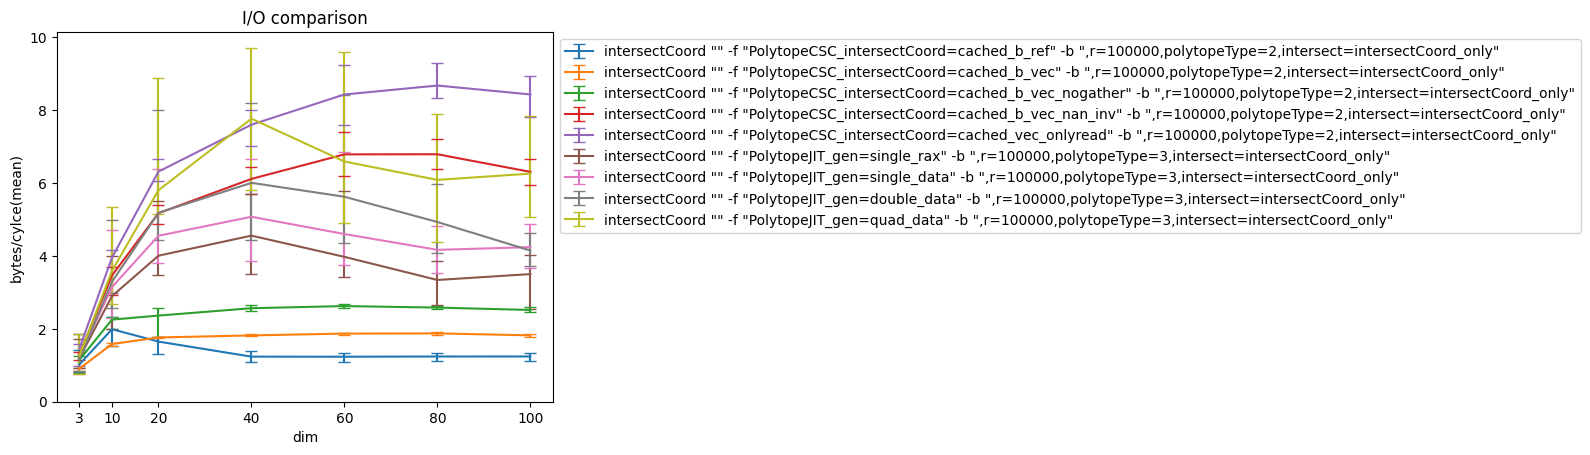 I/O comparison
10
8
6
4
2
0
bytes/cylce(mean)
3 10 20 40 60 80 100
dim
intersectCoord "" -f "PolytopeCSC_intersectCoord=cached_b_ref" -b ",r=100000,polytopeType=2,intersect=intersectCoord_only"
intersectCoord "" -f "PolytopeCSC_intersectCoord=cached_b_vec" -b ",r=100000,polytopeType=2,intersect=intersectCoord_only"
intersectCoord "" -f "PolytopeCSC_intersectCoord=cached_b_vec_nogather" -b ",r=100000,polytopeType=2,intersect=intersectCoord_only"
intersectCoord "" -f "PolytopeCSC_intersectCoord=cached_b_vec_nan_inv" -b ",r=100000,polytopeType=2,intersect=intersectCoord_only"
intersectCoord "" -f "PolytopeCSC_intersectCoord=cached_vec_onlyread" -b ",r=100000,polytopeType=2,intersect=intersectCoord_only"
intersectCoord "" -f "PolytopeJIT_gen=single_rax" -b ",r=100000,polytopeType=3,intersect=intersectCoord_only"
intersectCoord "" -f "PolytopeJIT_gen=single_data" -b ",r=100000,polytopeType=3,intersect=intersectCoord_only"
intersectCoord "" -f "PolytopeJIT_gen=double_data" -b ",r=100000,polytopeType=3,intersect=intersectCoord_only"
intersectCoord "" -f "PolytopeJIT_gen=quad_data" -b ",r=100000,polytopeType=3,intersect=intersectCoord_only"